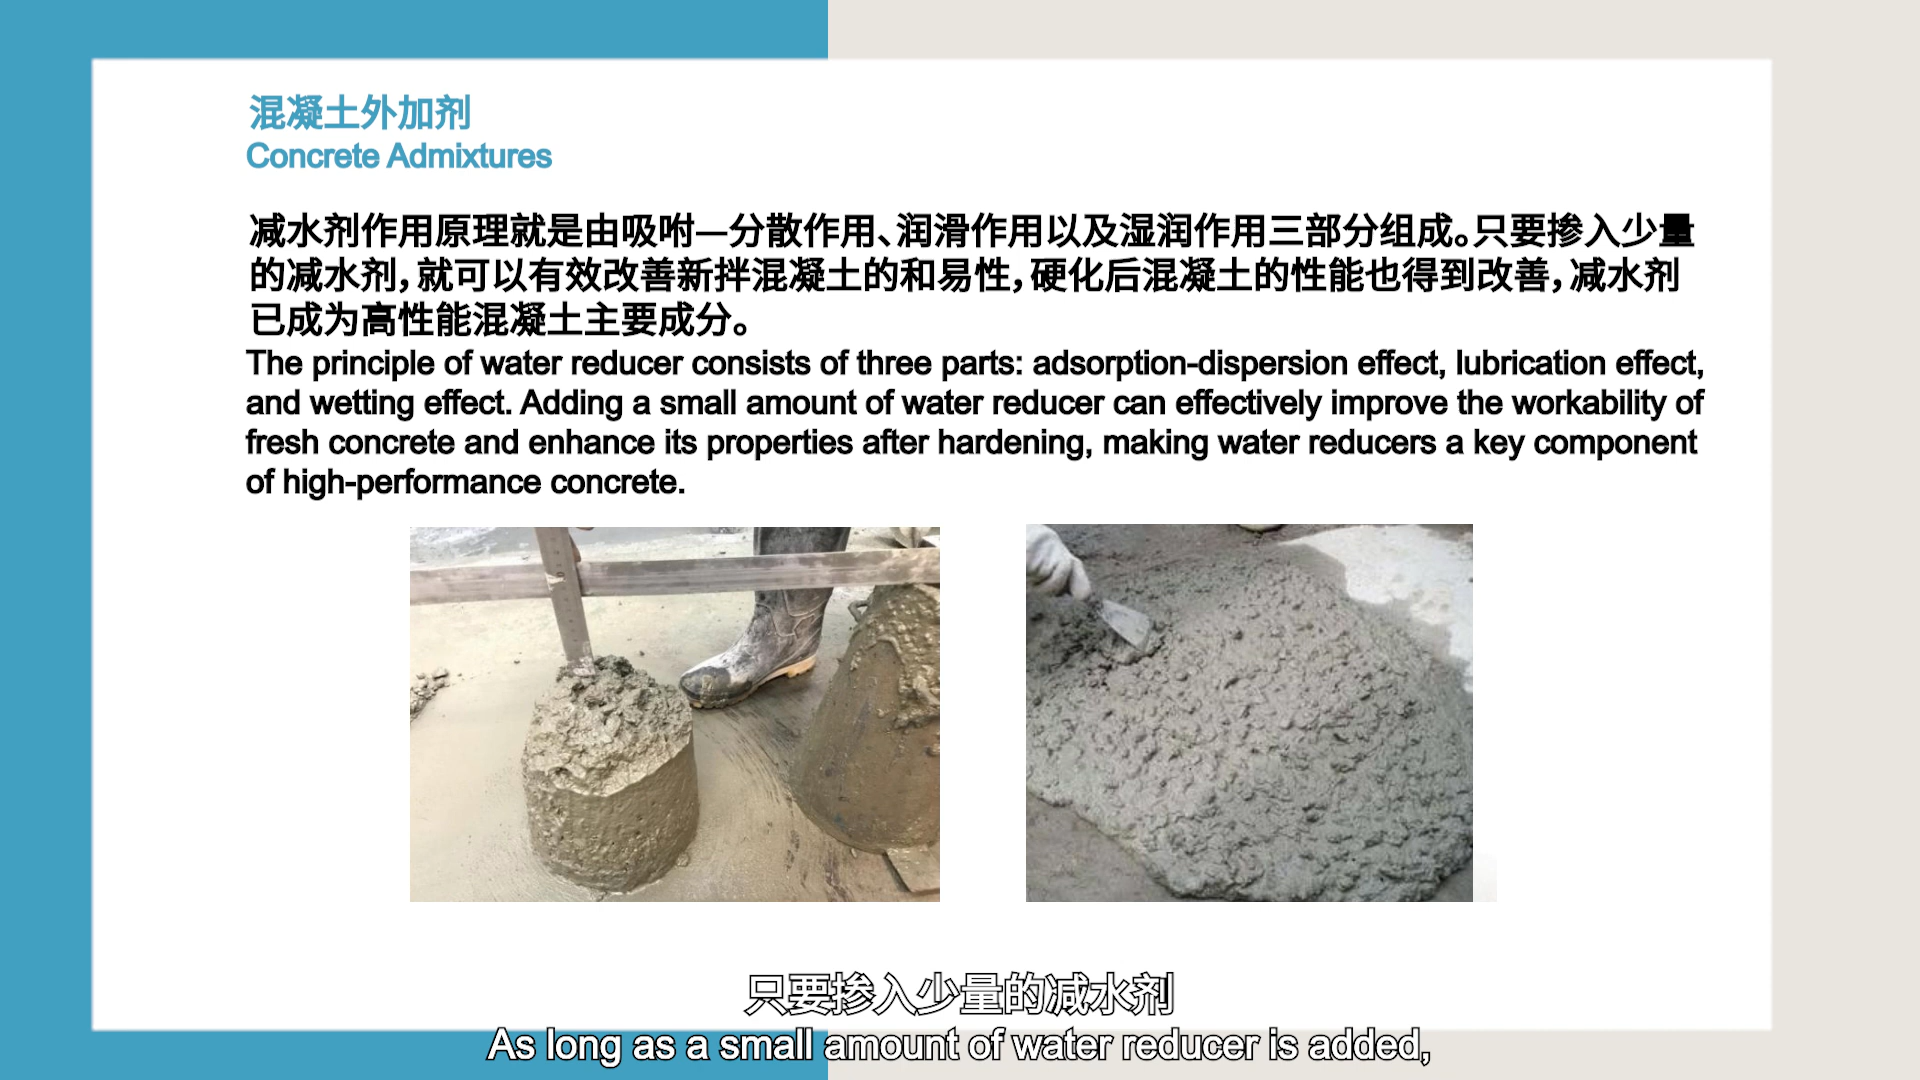 混凝土外加剂
Concrete Admixtures
减水剂作用原理就是由吸咐—分散作用、润滑作用以及湿润作用三部分组成。只要掺入少量
的减水剂，就可以有效改善新拌混凝土的和易性，硬化后混凝土的性能也得到改善，减水剂
已成为高性能混凝土主要成分。
The principle of water reducer consists of three parts: adsorption-dispersion effect, lubrication effect,
and wetting effect. Adding a small amount of water reducer can effectively improve the workability of
fresh concrete and enhance its properties after hardening, making water reducers a key component
of high-performance concrete.
只要掺入少量的减水剂
As long as a small amount of water reducer is added,